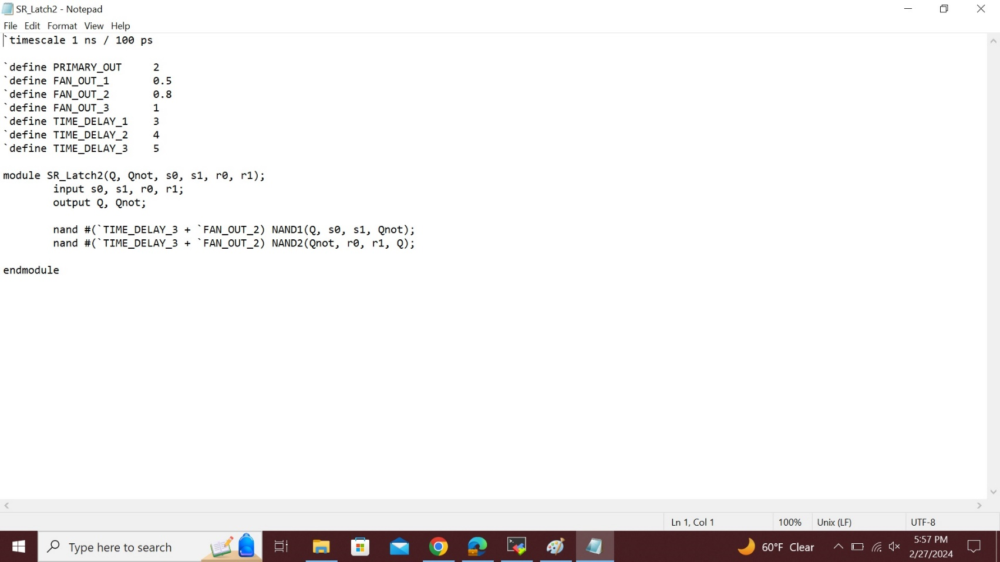 SR_Latch2 - Notepad
File Edit Format View Help
`timescale 1 ns / 100 ps
`define PRIMARY_OUT     2
`define FAN_OUT_1       0.5
`define FAN_OUT_2       0.8
`define FAN_OUT_3       1
`define TIME_DELAY_1    3
`define TIME_DELAY_2    4
`define TIME_DELAY_3    5
module SR_Latch2(Q, Qnot, s0, s1, r0, r1);
        input s0, s1, r0, r1;
        output Q, Qnot;
        nand #(`TIME_DELAY_3 + `FAN_OUT_2) NAND1(Q, s0, s1, Qnot);
        nand #(`TIME_DELAY_3 + `FAN_OUT_2) NAND2(Qnot, r0, r1, Q);
endmodule
Ln 1, Col 1 100% Unix (LF) UTF-8
Type here to search 60°F Clear 5:57 PM
2/27/2024